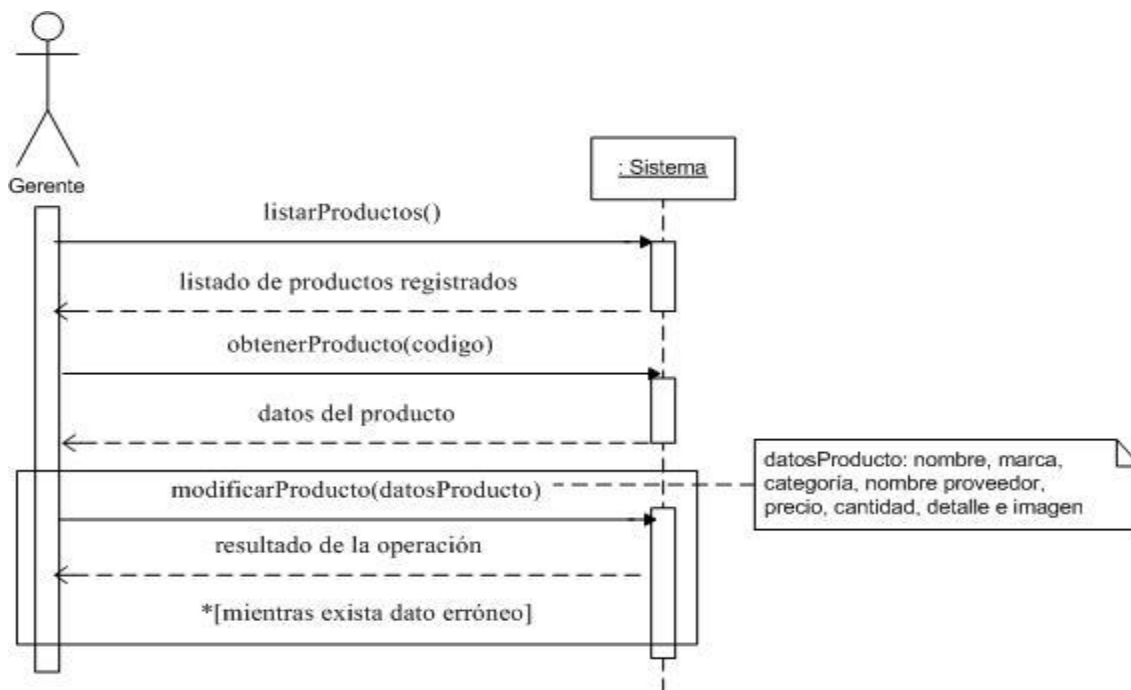 Gerente
: Sistema
listarProductos()
listado de productos registrados
obtenerProducto(codigo)
datos del producto
modificarProducto(datosProducto)
datosProducto: nombre, marca,
categoría, nombre proveedor,
precio, cantidad, detalle e imagen
resultado de la operación
*[mientras exista dato erróneo]